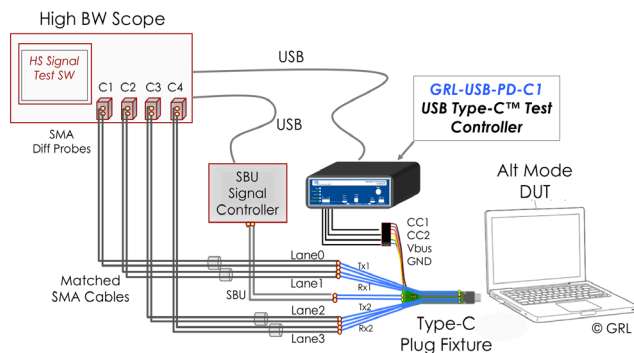 High BW Scope
HS Signal
Test SW
C1 C2 C3 C4
SMA
Diff Probes
USB
USB
GRL-USB-PD-C1
USB Type-C™ Test
Controller
SBU
Signal
Controller
Alt Mode
DUT
CC1
CC2
Vbus
GND
Matched
SMA Cables
Lane0
Lane1
SBU
Lane2
Lane3
Tx1
Rx1
Tx2
Rx2
Type-C
Plug Fixture
© GRL